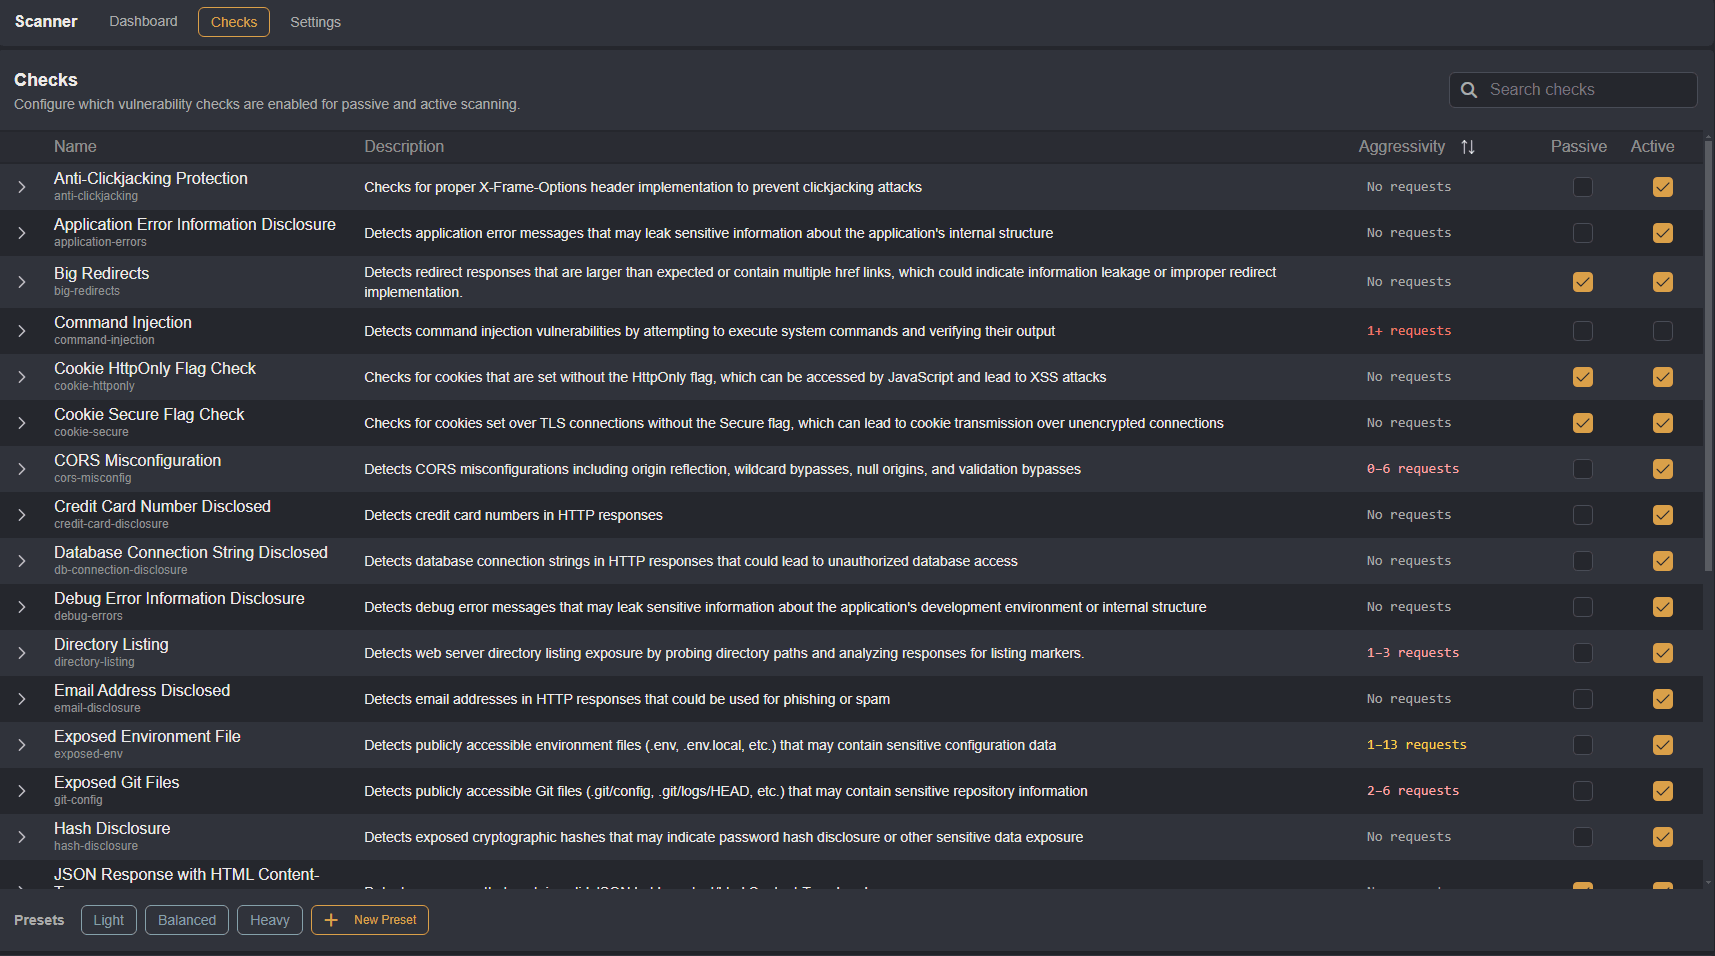 Scanner Dashboard Checks Settings
Checks
Configure which vulnerability checks are enabled for passive and active scanning.
Search checks
Name Description Aggressivity Passive Active
Anti-Clickjacking Protection
anti-clickjacking
Checks for proper X-Frame-Options header implementation to prevent clickjacking attacks
No requests
Application Error Information Disclosure
application-errors
Detects application error messages that may leak sensitive information about the application's internal structure
No requests
Big Redirects
big-redirects
Detects redirect responses that are larger than expected or contain multiple href links, which could indicate information leakage or improper redirect
implementation.
No requests
Command Injection
command-injection
Detects command injection vulnerabilities by attempting to execute system commands and verifying their output
1+ requests
Cookie HttpOnly Flag Check
cookie-httponly
Checks for cookies that are set without the HttpOnly flag, which can be accessed by JavaScript and lead to XSS attacks
No requests
Cookie Secure Flag Check
cookie-secure
Checks for cookies set over TLS connections without the Secure flag, which can lead to cookie transmission over unencrypted connections
No requests
CORS Misconfiguration
cors-misconfig
Detects CORS misconfigurations including origin reflection, wildcard bypasses, null origins, and validation bypasses
0-6 requests
Credit Card Number Disclosed
credit-card-disclosure
Detects credit card numbers in HTTP responses
No requests
Database Connection String Disclosed
db-connection-disclosure
Detects database connection strings in HTTP responses that could lead to unauthorized database access
No requests
Debug Error Information Disclosure
debug-errors
Detects debug error messages that may leak sensitive information about the application's development environment or internal structure
No requests
Directory Listing
directory-listing
Detects web server directory listing exposure by probing directory paths and analyzing responses for listing markers.
1-3 requests
Email Address Disclosed
email-disclosure
Detects email addresses in HTTP responses that could be used for phishing or spam
No requests
Exposed Environment File
exposed-env
Detects publicly accessible environment files (.env, .env.local, etc.) that may contain sensitive configuration data
1-13 requests
Exposed Git Files
git-config
Detects publicly accessible Git files (.git/config, .git/logs/HEAD, etc.) that may contain sensitive repository information
2-6 requests
Hash Disclosure
hash-disclosure
Detects exposed cryptographic hashes that may indicate password hash disclosure or other sensitive data exposure
No requests
JSON Response with HTML Content-
Presets Light Balanced Heavy New Preset